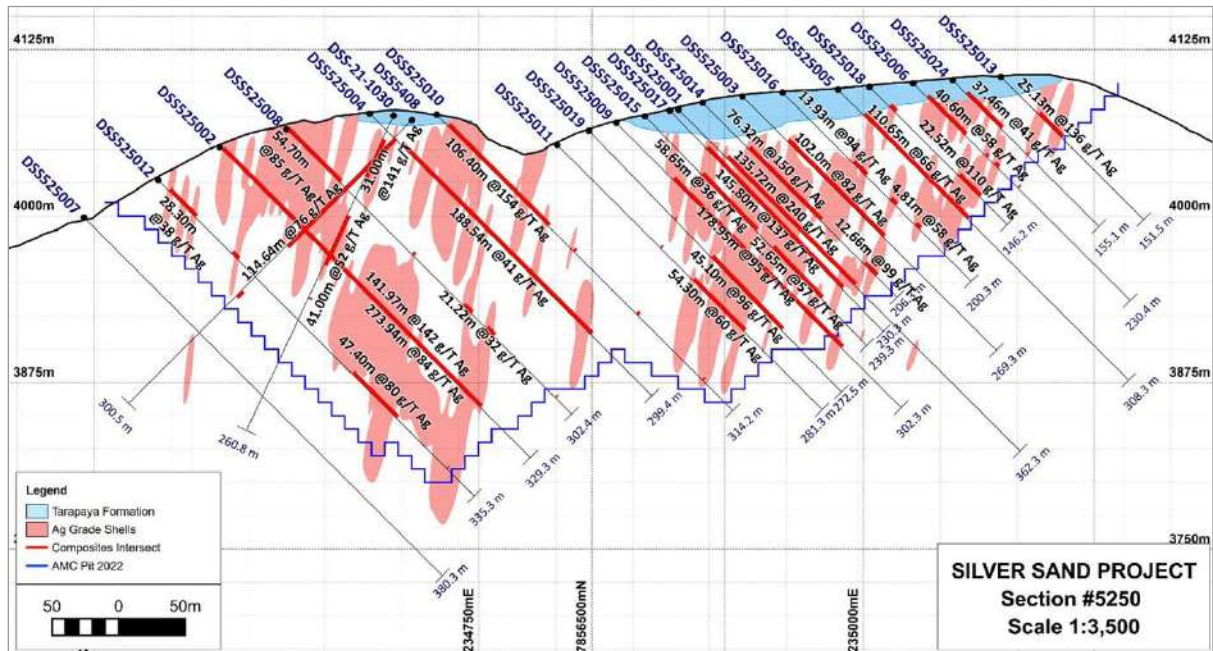 DSS525007
DSS525012
DSS525002
DSS525008
DSS525004
DSS-21-1030
DSS5408
DSS525010
DSS525011
DSS525019
DSS525009
DSS525015
DSS525017
DSS525001
DSS525014
DSS525003
DSS525016
DSS525005
DSS525018
DSS525006
DSS525024
DSS525013
4125m
4125m
4000m
4000m
3875m
3875m
3750m
28.30m
@38 g/T Ag
54.70m
@85 g/T Ag
114.64m @76 g/T Ag
31.00m
@141 g/T Ag
41.00m @52 g/T Ag
106.40m @154 g/T Ag
188.54m @41 g/T Ag
141.97m @142 g/T Ag
273.94m @84 g/T Ag
21.22m @32 g/T Ag
47.40m @80 g/T Ag
58.65m @36 g/T Ag
178.95m @95 g/T Ag
45.10m @96 g/T Ag
54.30m @60 g/T Ag
76.32m @150 g/T Ag
135.72m @240 g/T Ag
145.80m @137 g/T Ag
52.65m @57 g/T Ag
13.93m @94 g/T Ag
102.0m @82 g/T Ag
12.66m @99 g/T Ag
110.65m @66 g/T Ag
4.81m @58 g/T Ag
40.60m @58 g/T Ag
22.52m @110 g/T Ag
37.46m @41 g/T Ag
25.13m @136 g/T Ag
300.5 m
260.8 m
380.3 m
335.3 m
329.3 m
302.4 m
299.4 m
314.2 m
281.3 m
272.5 m
302.3 m
239.3 m
230.3 m
200.3 m
269.3 m
362.3 m
308.3 m
230.4 m
146.2 m
155.1 m
151.5 m
234750mE
7856500mN
235000mE
Legend
Tarapaya Formation
Ag Grade Shells
Composites Intersect
AMC Pit 2022
50 0 50m
SILVER SAND PROJECT
Section #5250
Scale 1:3,500